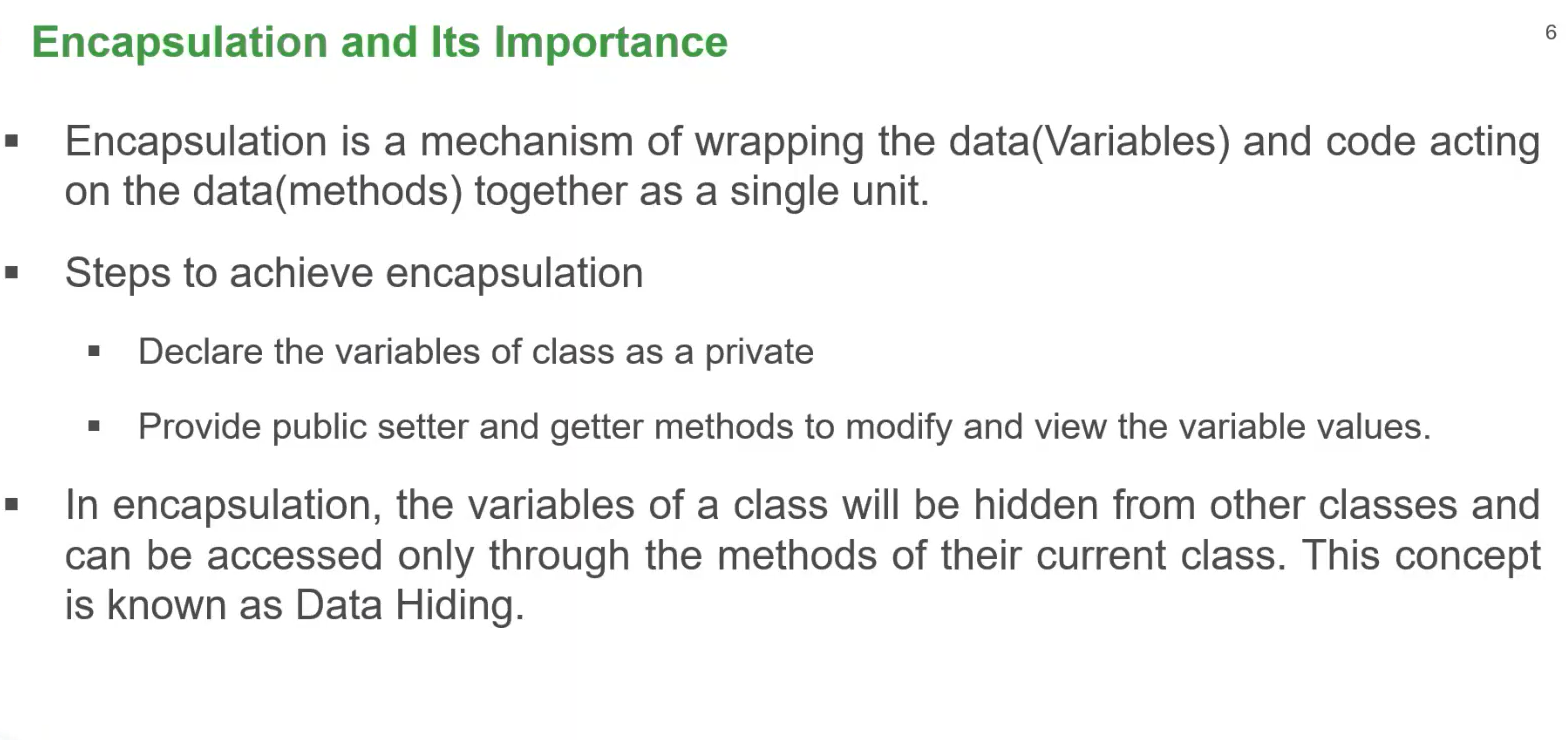 Encapsulation and Its Importance
6
▪ Encapsulation is a mechanism of wrapping the data(Variables) and code acting
on the data(methods) together as a single unit.
▪ Steps to achieve encapsulation
▪ Declare the variables of class as a private
▪ Provide public setter and getter methods to modify and view the variable values.
▪ In encapsulation, the variables of a class will be hidden from other classes and
can be accessed only through the methods of their current class. This concept
is known as Data Hiding.